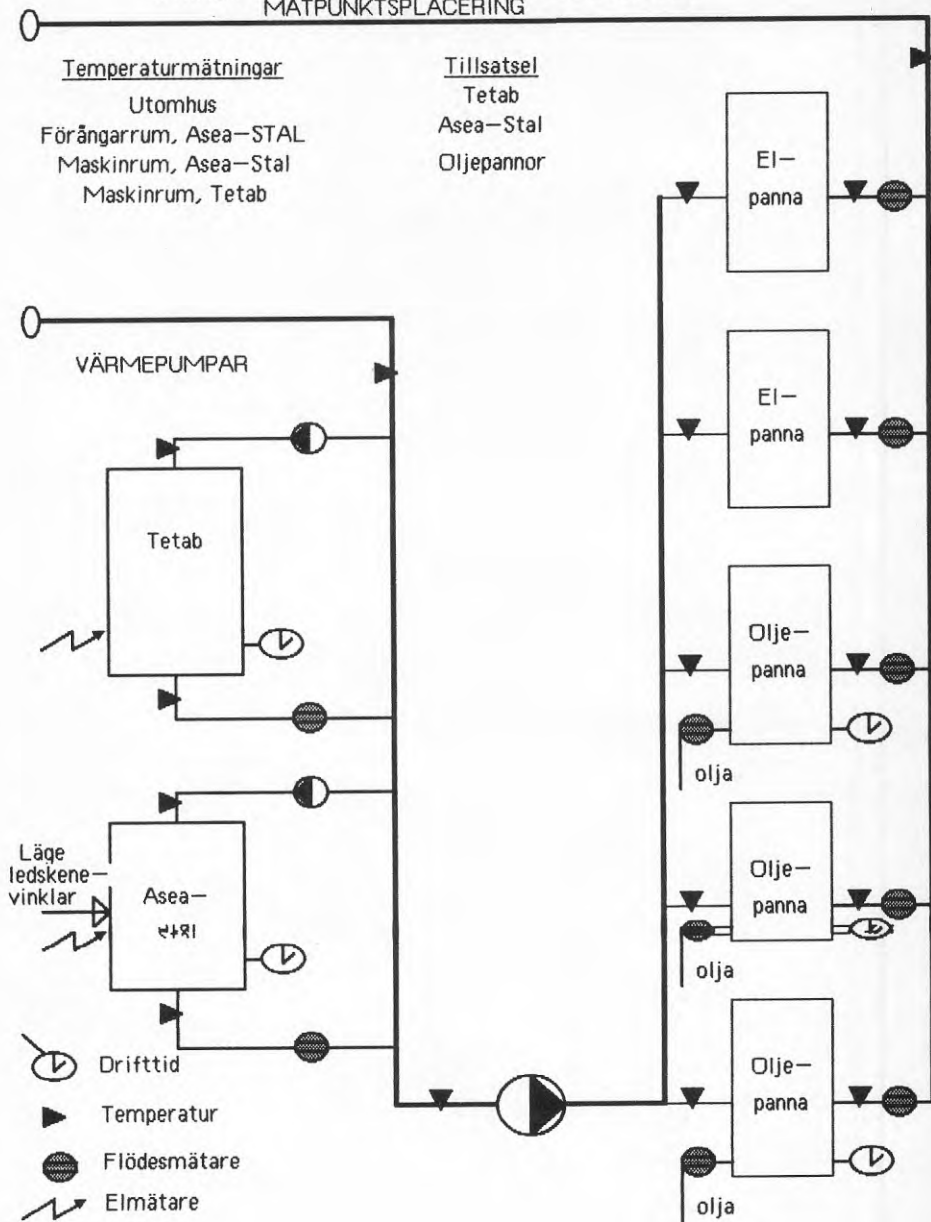 MÄTPUNKTSPLACERING
Temperaturmätningar
Utomhus
Förångarrum, Asea-STAL
Maskinrum, Asea-Stal
Maskinrum, Tetab
Tillsatsel
Tetab
Asea-Stal
Oljepannor
El-
panna
El-
panna
Olje-
panna
olja
Olje-
panna
olja
Olje-
panna
olja
VÄRMEPUMPAR
Tetab
Läge
ledskene-
vinklar
Asea-
Drifttid
Temperatur
Flödesmätare
Elmätare